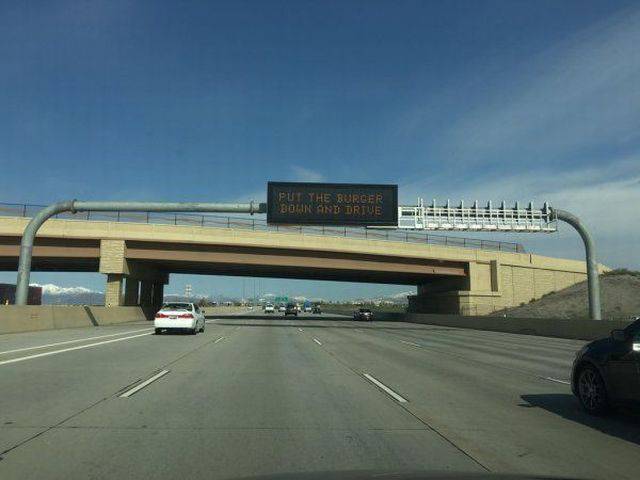 PUT THE BURGER
DOWN AND DRIVE